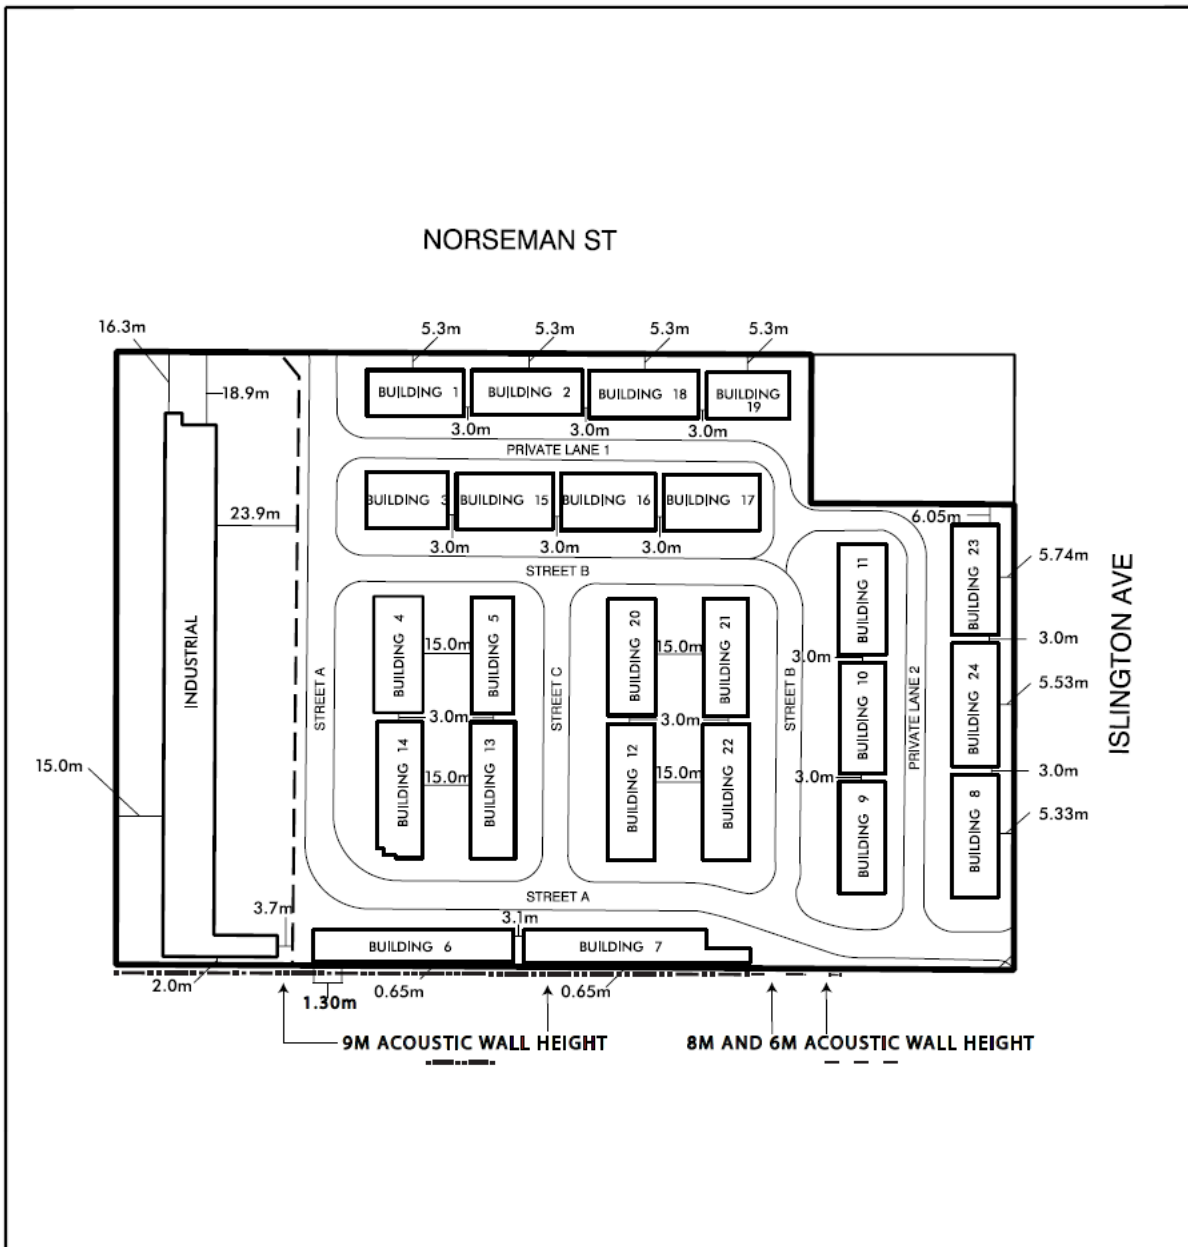 NORSEMAN ST
16.3m
5.3m
5.3m
5.3m
5.3m
18.9m
BUILDING 1
BUILDING 2
BUILDING 18
BUILDING
19
3.0m
3.0m
3.0m
PRIVATE LANE 1
BUILDING 3
BUILDING 15
BUILDING 16
BUILDING 17
23.9m
6.05m
3.0m
3.0m
3.0m
STREET B
BUILDING 11
BUILDING 23
5.74m
ISLINGTON AVE
INDUSTRIAL
STREET A
BUILDING 4
15.0m
BUILDING 5
STREET C
BUILDING 20
15.0m
BUILDING 21
STREET B
3.0m
3.0m
BUILDING 10
PRIVATE LANE 2
BUILDING 24
5.53m
3.0m
3.0m
15.0m
BUILDING 14
15.0m
BUILDING 13
BUILDING 12
15.0m
BUILDING 22
3.0m
3.0m
BUILDING 9
BUILDING 8
5.33m
STREET A
3.7m
3.1m
BUILDING 6
BUILDING 7
2.0m
1.30m
0.65m
0.65m
9M ACOUSTIC WALL HEIGHT
8M AND 6M ACOUSTIC WALL HEIGHT